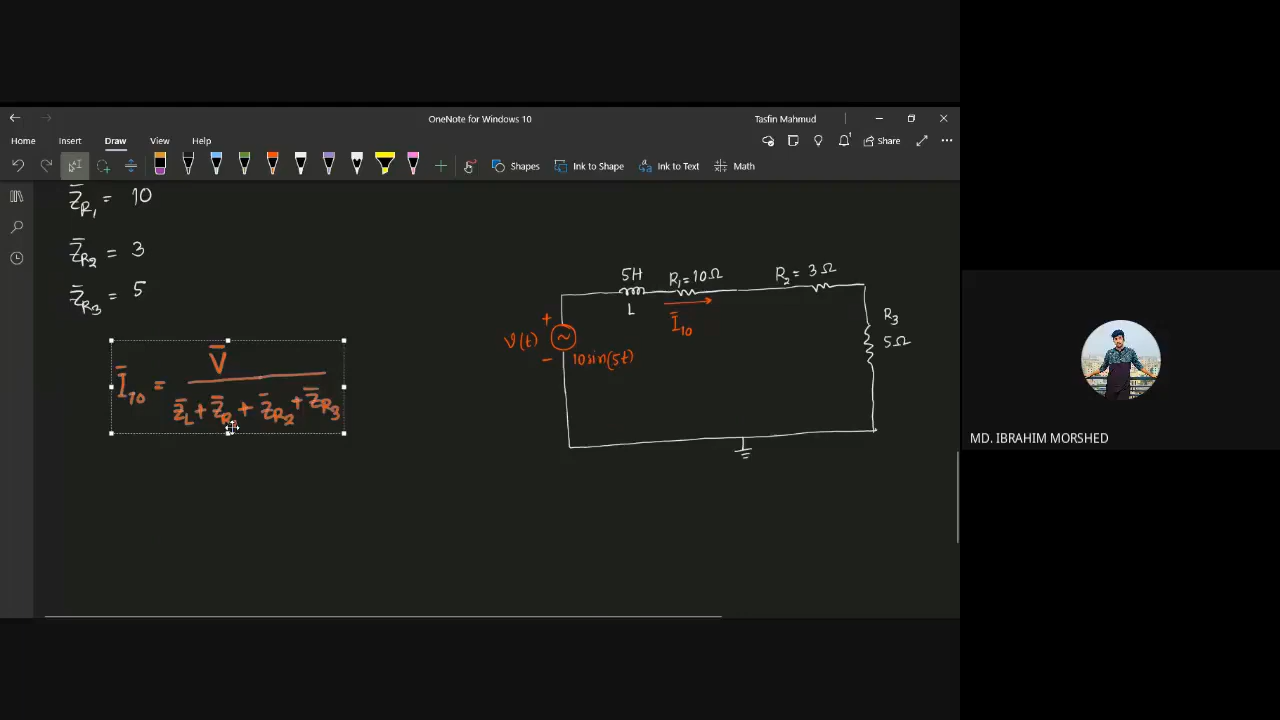 OneNote for Windows 10
Tasfin Mahmud
Home Insert Draw View Help
Share
Shapes Ink to Shape Ink to Text Math
Z̄R₁ = 10
Z̄R₂ = 3
Z̄R₃ = 5
Ī₁₀ = V̄ / Z̄L + Z̄R₁ + Z̄R₂ + Z̄R₃
5H
R₁=10Ω
R₂=3Ω
L
Ī₁₀
R₃
5Ω
+
V(t)
~
−
10sin(5t)
MD. IBRAHIM MORSHED